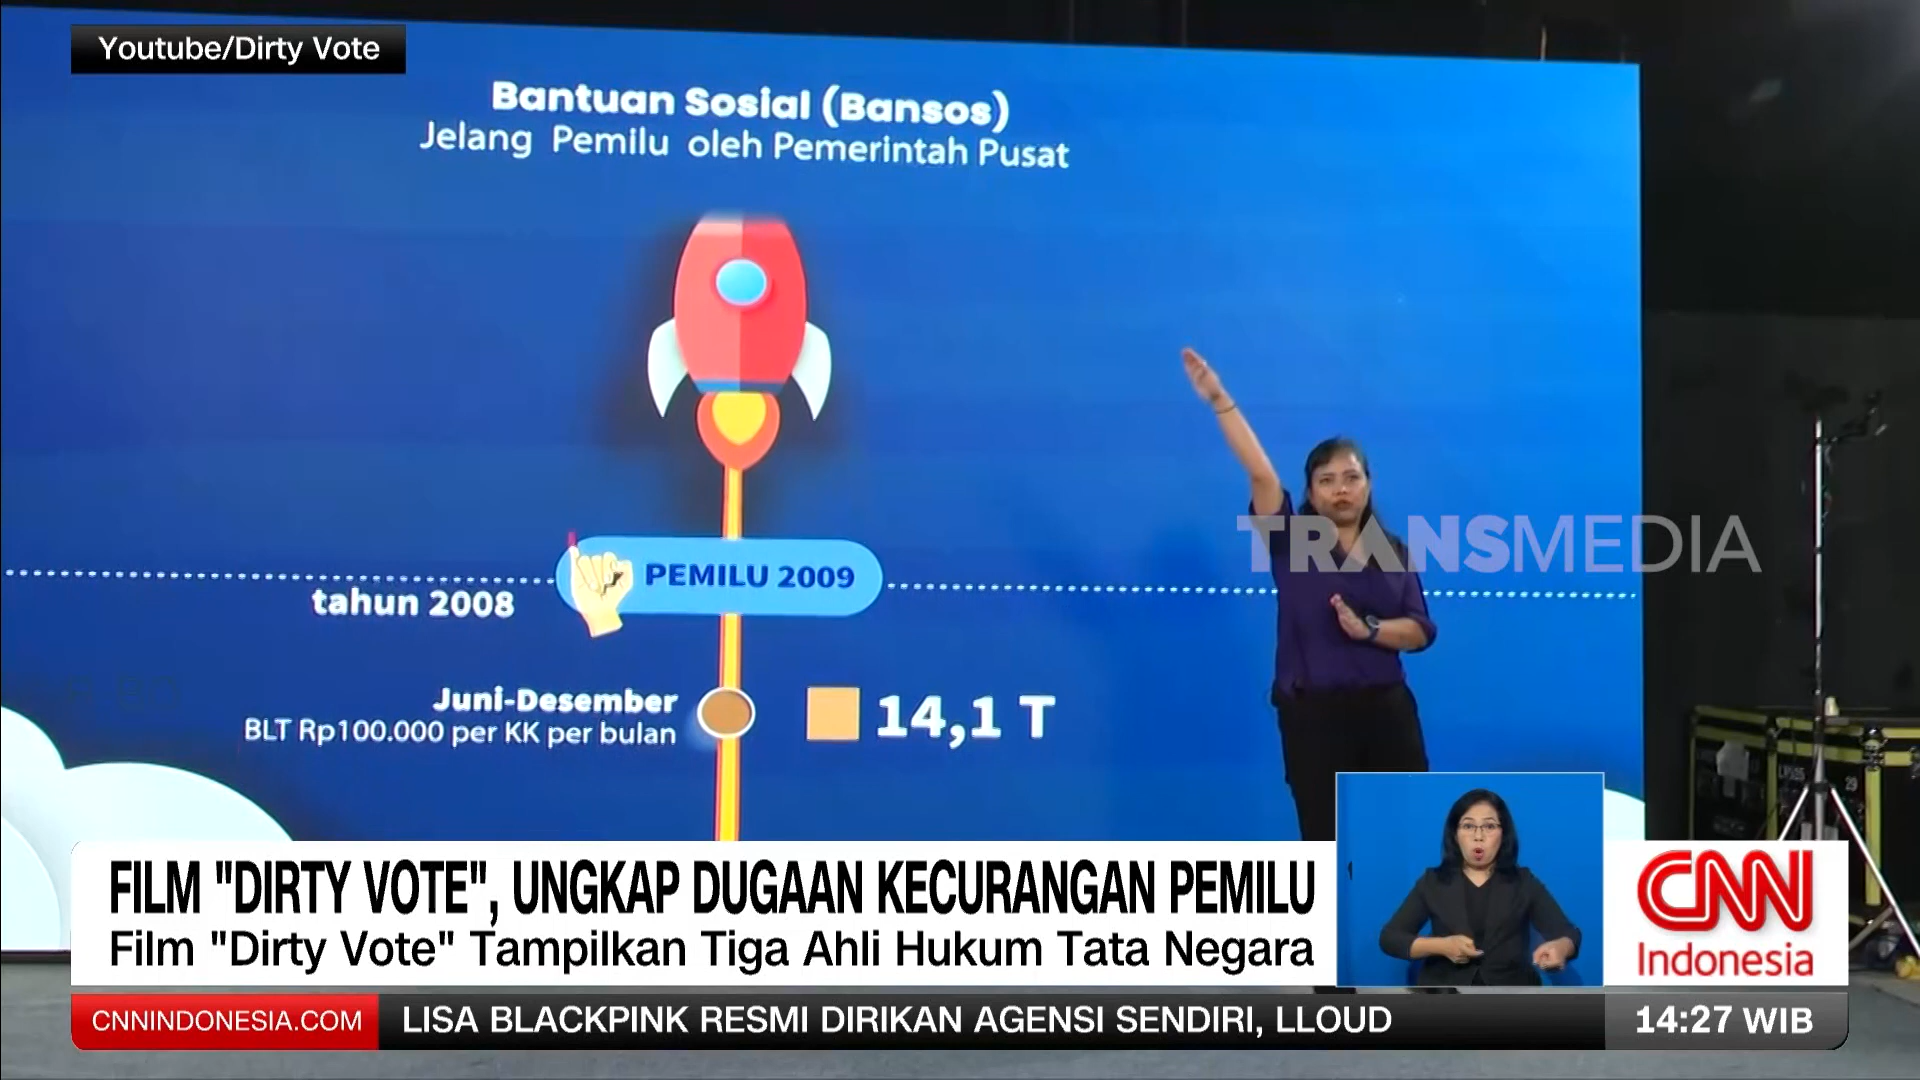 Youtube/Dirty Vote
Bantuan Sosial (Bansos)
Jelang Pemilu oleh Pemerintah Pusat
PEMILU 2009
tahun 2008
TRANSMEDIA
Juni-Desember
BLT Rp100.000 per KK per bulan
14,1 T
29
FILM "DIRTY VOTE", UNGKAP DUGAAN KECURANGAN PEMILU
Film "Dirty Vote" Tampilkan Tiga Ahli Hukum Tata Negara
CNN
Indonesia
CNNINDONESIA.COM
LISA BLACKPINK RESMI DIRIKAN AGENSI SENDIRI, LLOUD
14:27 WIB